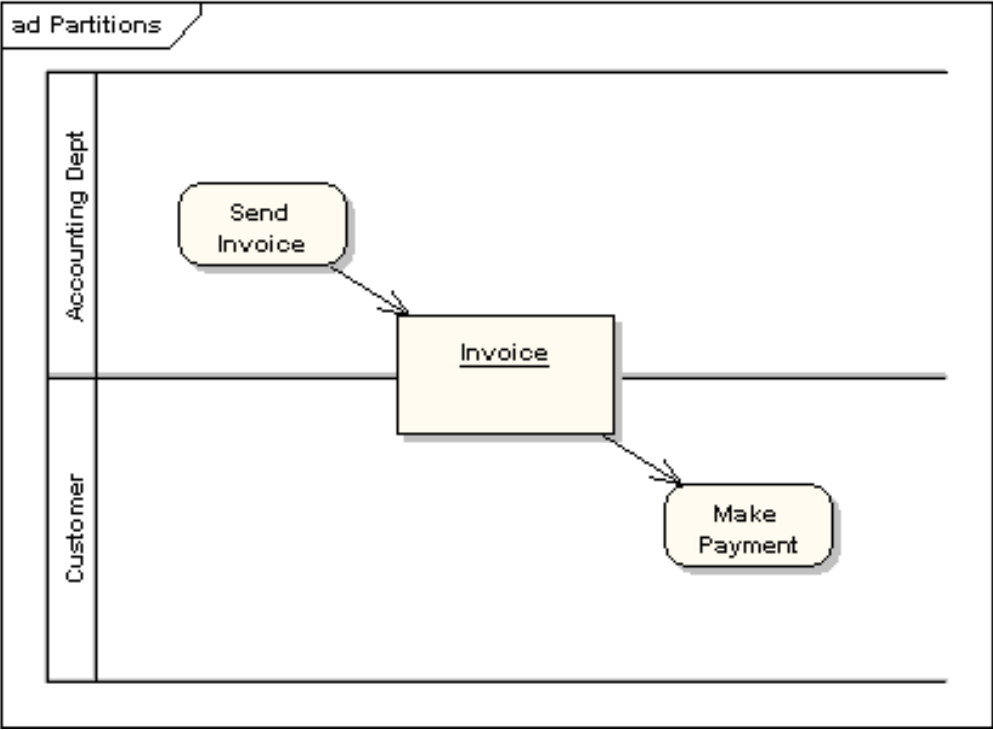 ad Partitions
Accounting Dept
Send
Invoice
Invoice
Customer
Make
Payment